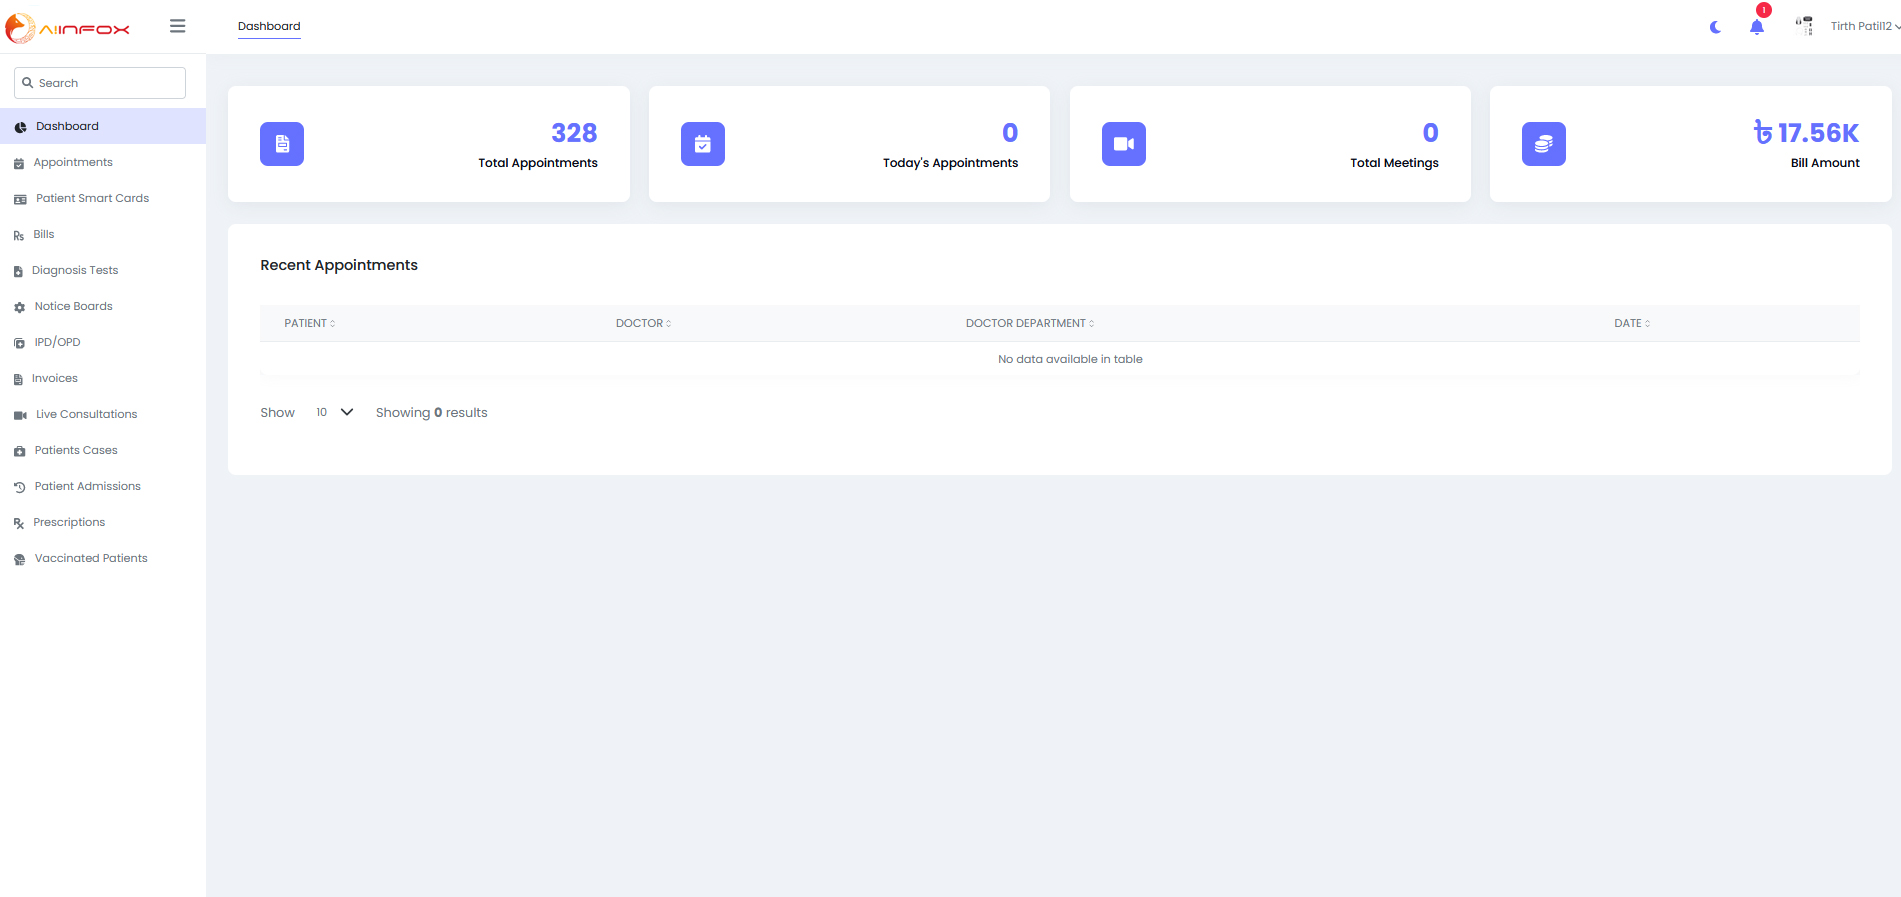 AIINFOX
Dashboard
1
Tirth Patil12
Search
Dashboard
Appointments
Patient Smart Cards
Bills
Diagnosis Tests
Notice Boards
IPD/OPD
Invoices
Live Consultations
Patients Cases
Patient Admissions
Prescriptions
Vaccinated Patients
328
Total Appointments
0
Today's Appointments
0
Total Meetings
৳ 17.56K
Bill Amount
Recent Appointments
PATIENT DOCTOR DOCTOR DEPARTMENT DATE
No data available in table
Show 10 Showing 0 results